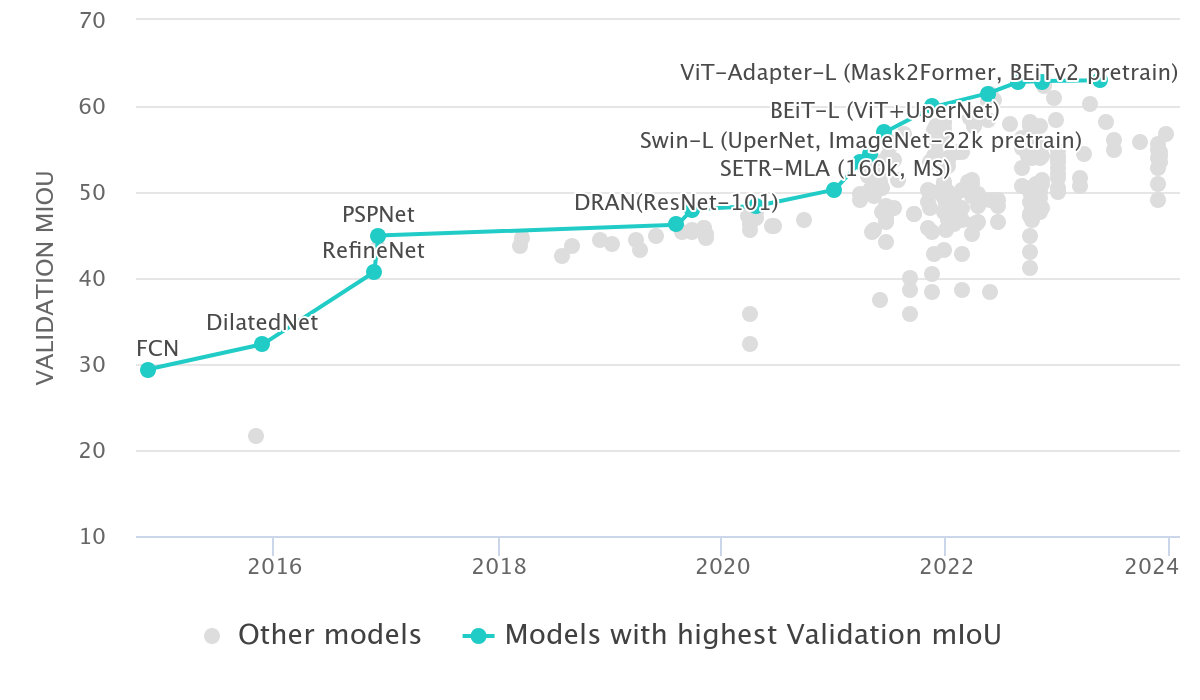 70
ViT-Adapter-L (Mask2Former, BEiTv2 pretrain)
60
BEiT-L (ViT+UperNet)
Swin-L (UperNet, ImageNet-22k pretrain)
SETR-MLA (160k, MS)
50
DRAN(ResNet-101)
PSPNet
RefineNet
40
DilatedNet
FCN
30
20
10
VALIDATION MIOU
2016 2018 2020 2022 2024
Other models Models with highest Validation mIoU